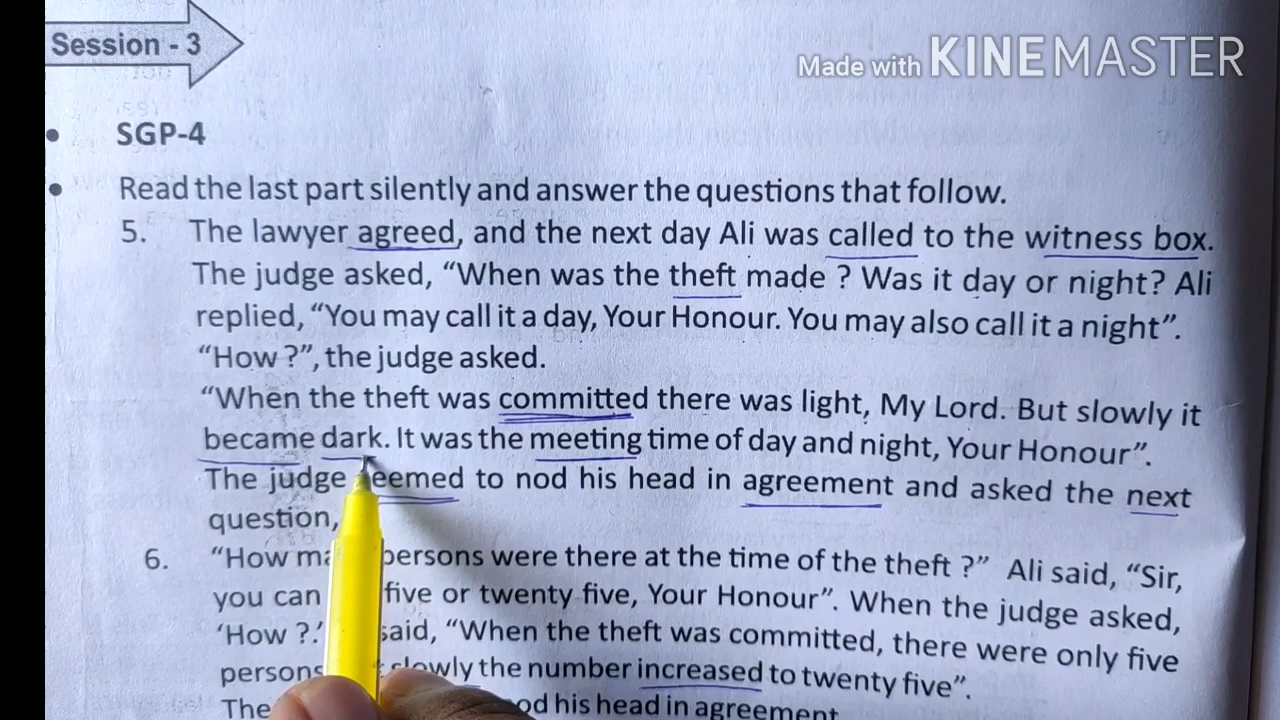 Session - 3
Made with KINEMASTER
• SGP-4
• Read the last part silently and answer the questions that follow.
5. The lawyer agreed, and the next day Ali was called to the witness box.
The judge asked, “When was the theft made ? Was it day or night? Ali
replied, “You may call it a day, Your Honour. You may also call it a night”.
“How ?”, the judge asked.
“When the theft was committed there was light, My Lord. But slowly it
became dark. It was the meeting time of day and night, Your Honour”.
The judge seemed to nod his head in agreement and asked the next
question,
6. “How persons were there at the time of the theft ?” Ali said, “Sir,
you can five or twenty five, Your Honour”. When the judge asked,
‘How ?.’ said, “When the theft was committed, there were only five
persons slowly the number increased to twenty five”.
The his head in agreement